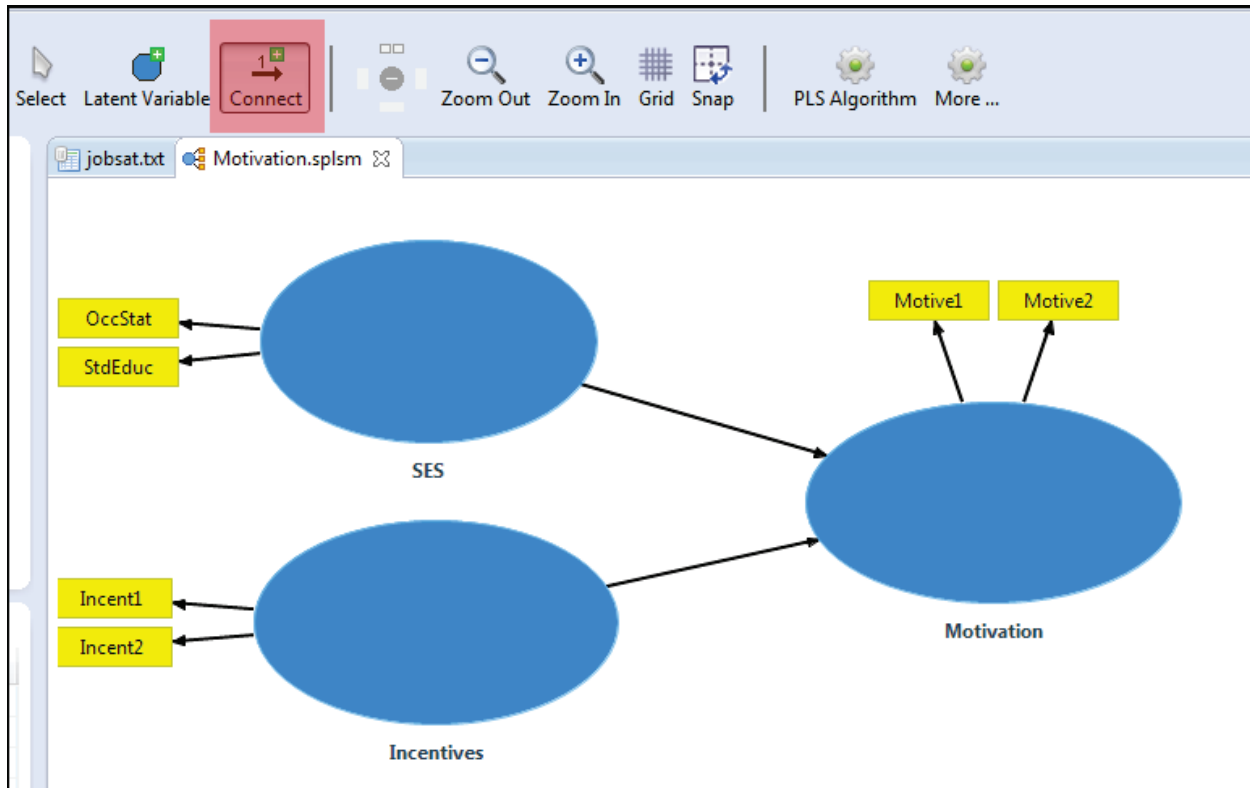 Select Latent Variable 1 Connect Zoom Out Zoom In Grid Snap PLS Algorithm More ...
jobsat.txt Motivation.splsm
Motive1 Motive2
OccStat
StdEduc
SES
Incent1
Incent2
Motivation
Incentives